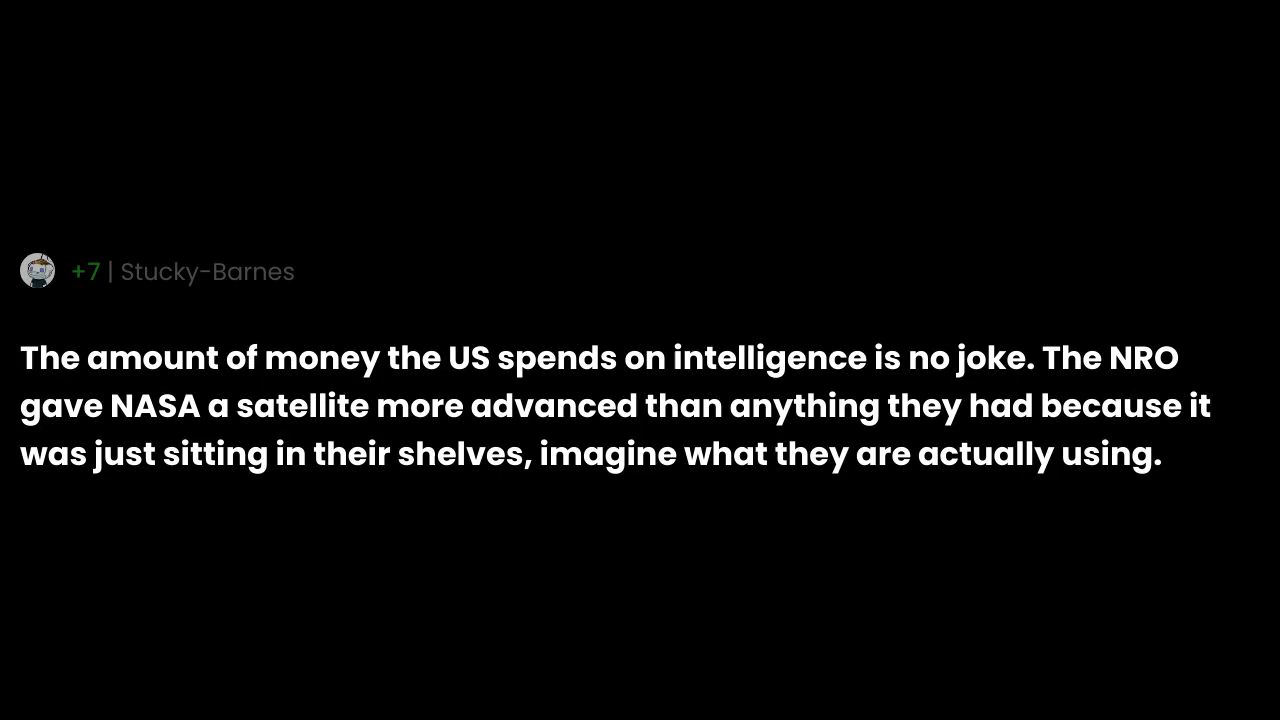 +7 | Stucky-Barnes
The amount of money the US spends on intelligence is no joke. The NRO
gave NASA a satellite more advanced than anything they had because it
was just sitting in their shelves, imagine what they are actually using.